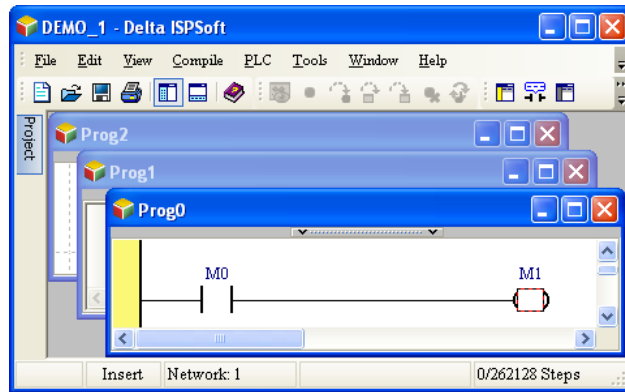 DEMO_1 - Delta ISPSoft
File Edit View Compile PLC Tools Window Help
Project
Prog2
Prog1
Prog0
M0 M1
Insert Network: 1 0/262128 Steps